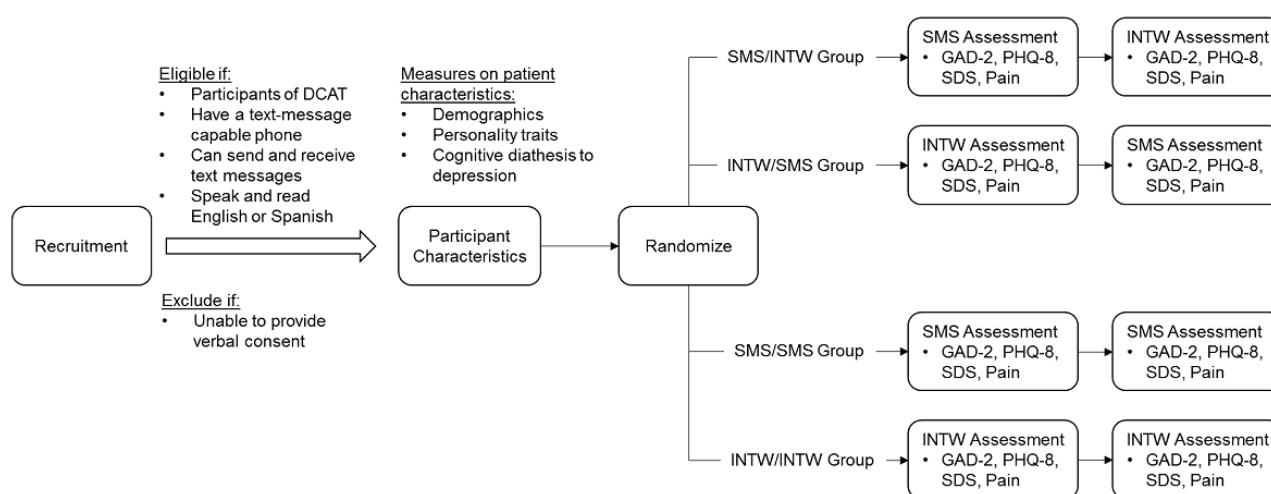 Eligible if:
• Participants of DCAT
• Have a text-message
capable phone
• Can send and receive
text messages
• Speak and read
English or Spanish
Recruitment
Exclude if:
• Unable to provide
verbal consent
Measures on patient
characteristics:
• Demographics
• Personality traits
• Cognitive diathesis to
depression
Participant
Characteristics
Randomize
SMS/INTW Group
SMS Assessment
• GAD-2, PHQ-8,
SDS, Pain
INTW Assessment
• GAD-2, PHQ-8,
SDS, Pain
INTW/SMS Group
INTW Assessment
• GAD-2, PHQ-8,
SDS, Pain
SMS Assessment
• GAD-2, PHQ-8,
SDS, Pain
SMS/SMS Group
SMS Assessment
• GAD-2, PHQ-8,
SDS, Pain
SMS Assessment
• GAD-2, PHQ-8,
SDS, Pain
INTW/INTW Group
INTW Assessment
• GAD-2, PHQ-8,
SDS, Pain
INTW Assessment
• GAD-2, PHQ-8,
SDS, Pain